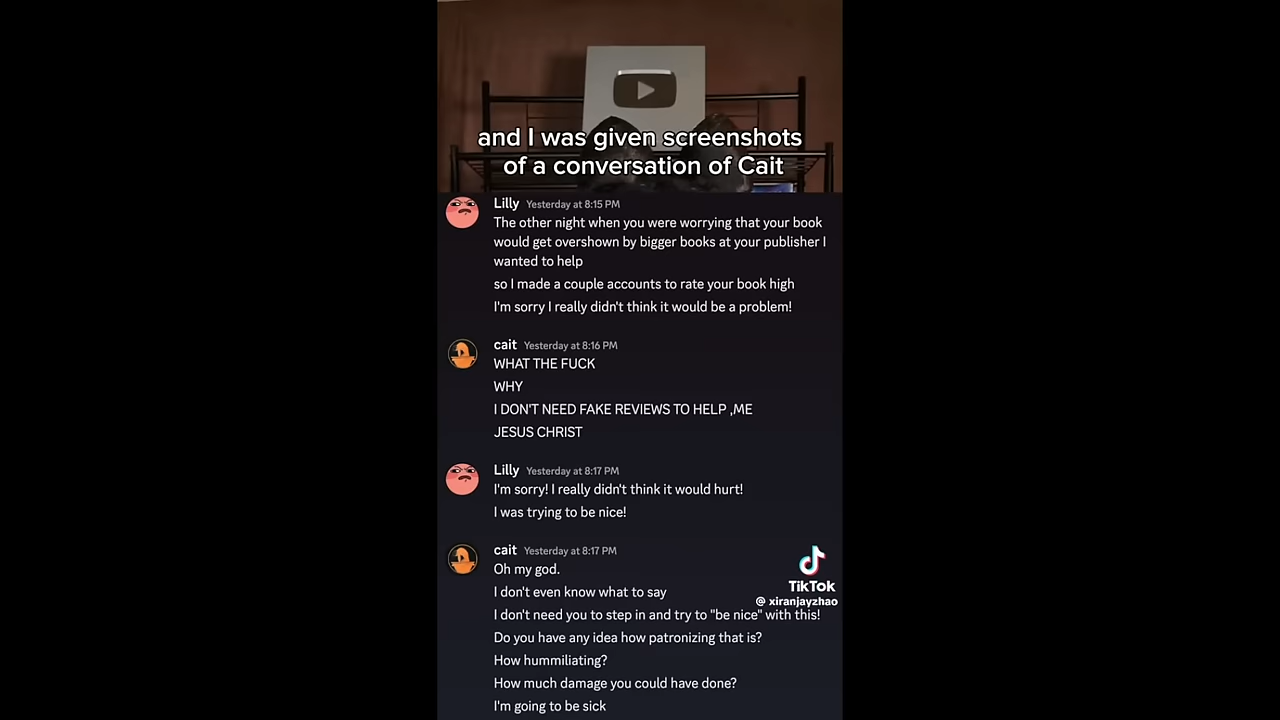 and I was given screenshots
of a conversation of Cait
Lilly Yesterday at 8:15 PM
The other night when you were worrying that your book
would get overshown by bigger books at your publisher I
wanted to help
so I made a couple accounts to rate your book high
I'm sorry I really didn't think it would be a problem!
cait Yesterday at 8:16 PM
WHAT THE FUCK
WHY
I DON'T NEED FAKE REVIEWS TO HELP ,ME
JESUS CHRIST
Lilly Yesterday at 8:17 PM
I'm sorry! I really didn't think it would hurt!
I was trying to be nice!
cait Yesterday at 8:17 PM
Oh my god.
I don't even know what to say
I don't need you to step in and try to "be nice" with this!
Do you have any idea how patronizing that is?
How hummiliating?
How much damage you could have done?
I'm going to be sick
TikTok
@ xiranjayzhao